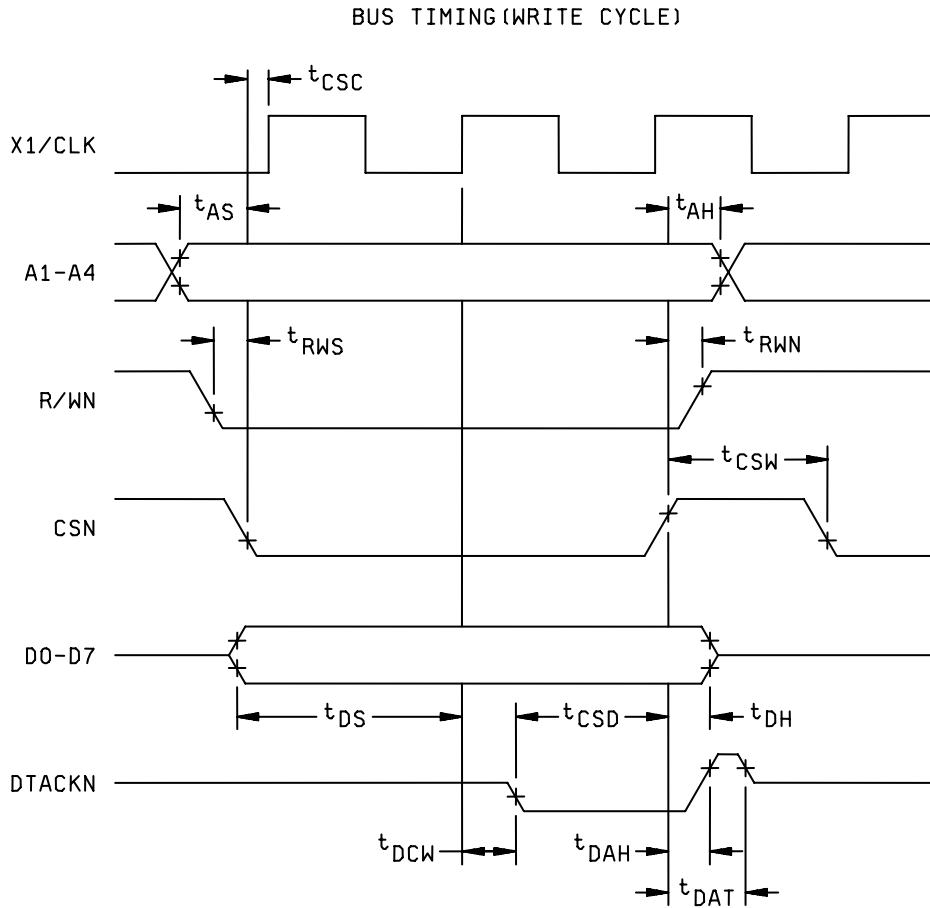 BUS TIMING(WRITE CYCLE)
tCSC
X1/CLK
tAS
tAH
A1-A4
tRWS
tRWN
R/WN
tCSW
CSN
D0-D7
tDS
tCSD
tDH
DTACKN
tDCW
tDAH
tDAT